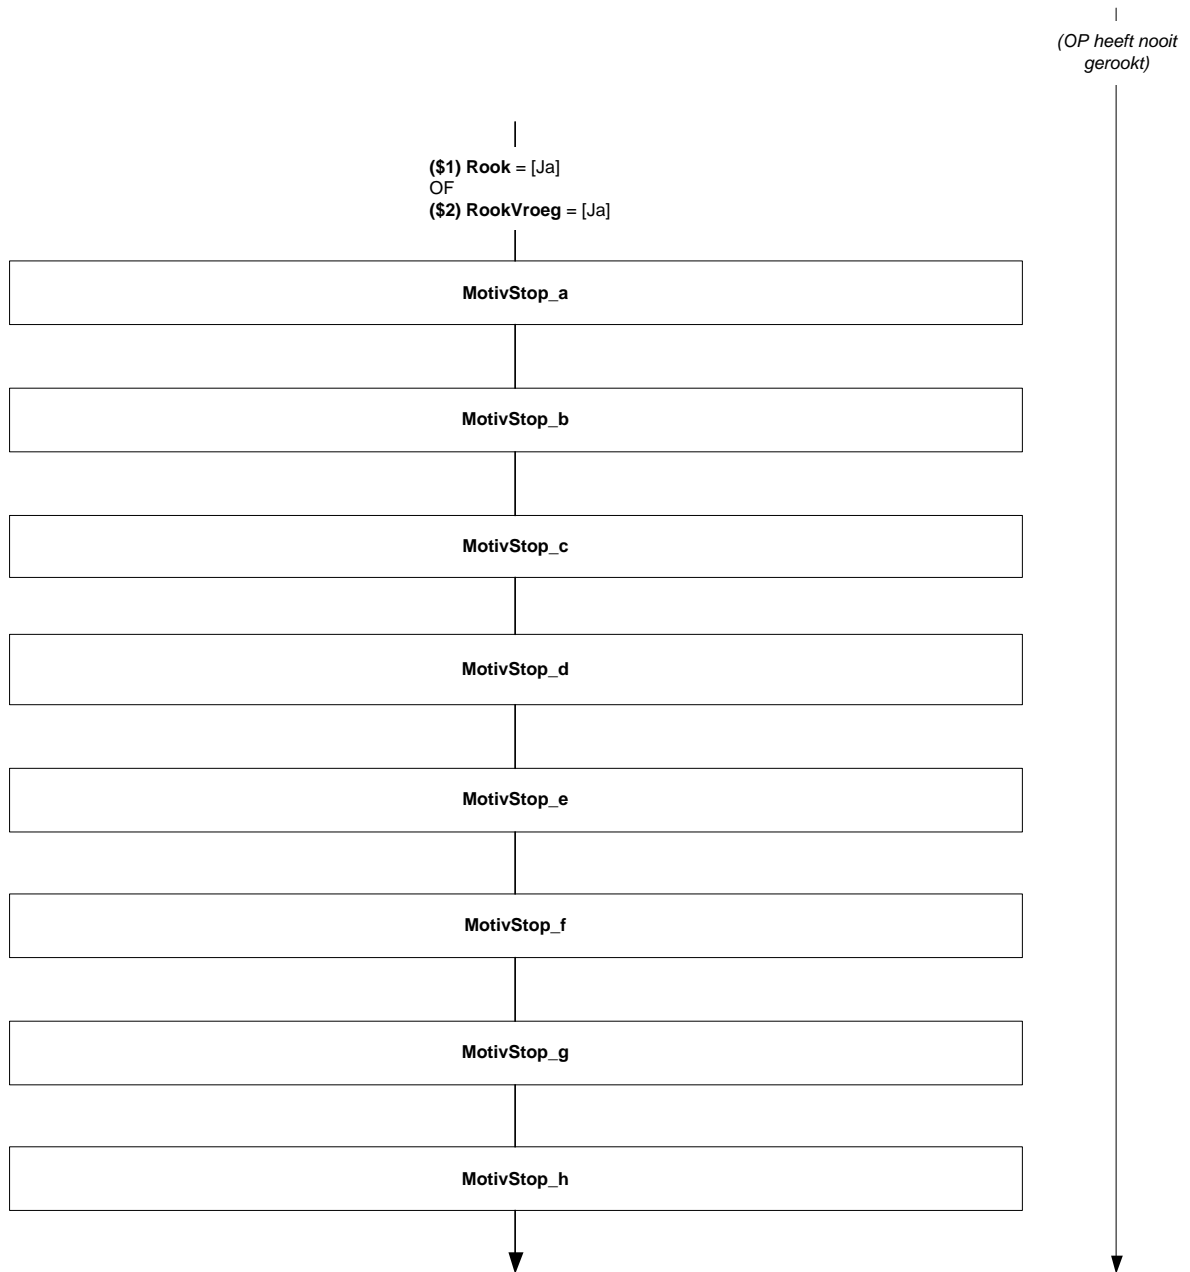 (OP heeft nooit
gerookt)
($1) Rook = [Ja]
OF
($2) RookVroeg = [Ja]
MotivStop_a
MotivStop_b
MotivStop_c
MotivStop_d
MotivStop_e
MotivStop_f
MotivStop_g
MotivStop_h